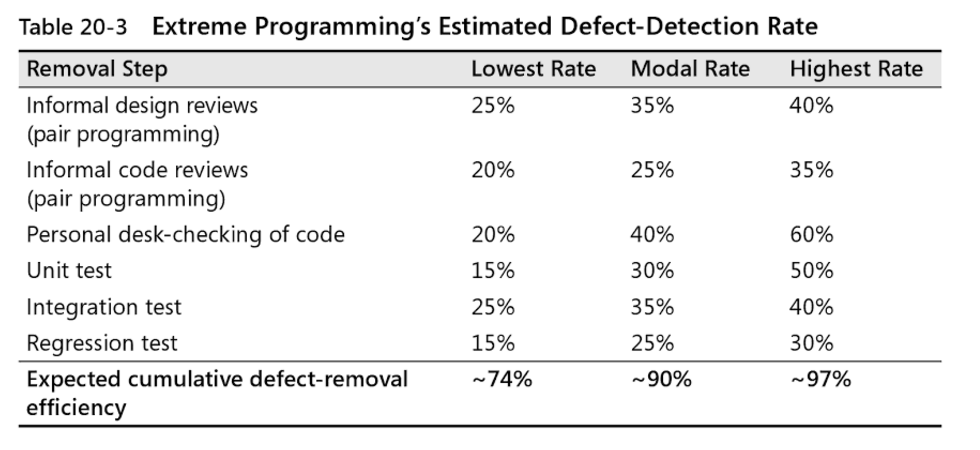 Table 20-3 Extreme Programming's Estimated Defect-Detection Rate
Removal Step Lowest Rate Modal Rate Highest Rate
Informal design reviews 25% 35% 40%
(pair programming)
Informal code reviews 20% 25% 35%
(pair programming)
Personal desk-checking of code 20% 40% 60%
Unit test 15% 30% 50%
Integration test 25% 35% 40%
Regression test 15% 25% 30%
Expected cumulative defect-removal ~74% ~90% ~97%
efficiency